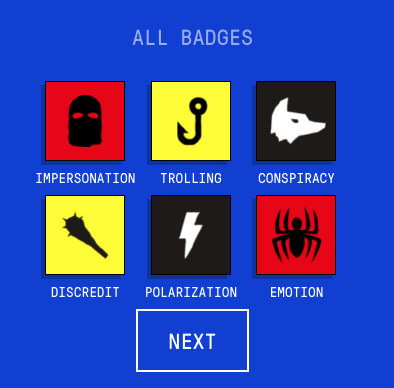 ALL BADGES
IMPERSONATION TROLLING CONSPIRACY
DISCREDIT POLARIZATION EMOTION
NEXT